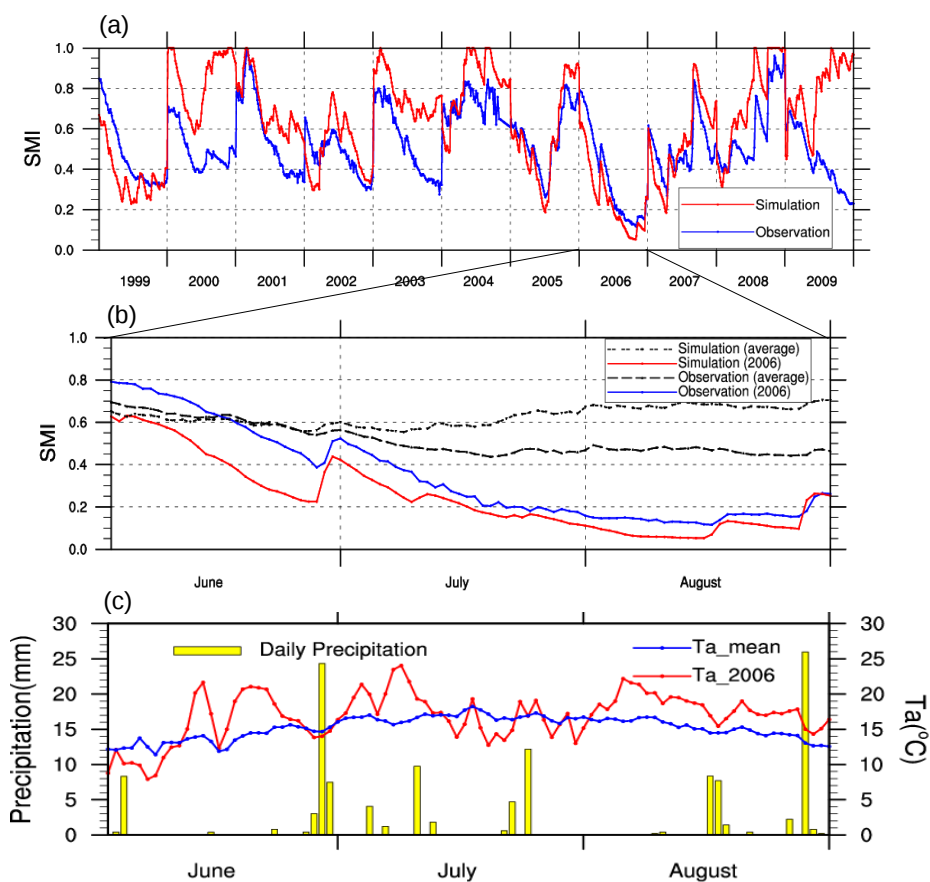 (a)
1.0
0.8
0.6
0.4
0.2
0.0
SMI
Simulation
Observation
1999 2000 2001 2002 2003 2004 2005 2006 2007 2008 2009
(b)
1.0
0.8
0.6
0.4
0.2
0.0
SMI
Simulation (average)
Simulation (2006)
Observation (average)
Observation (2006)
June July August
(c)
30
25
20
15
10
5
0
Precipitation(mm)
Daily Precipitation
Ta_mean
Ta_2006
30
25
20
15
10
5
0
Ta(°C)
June July August